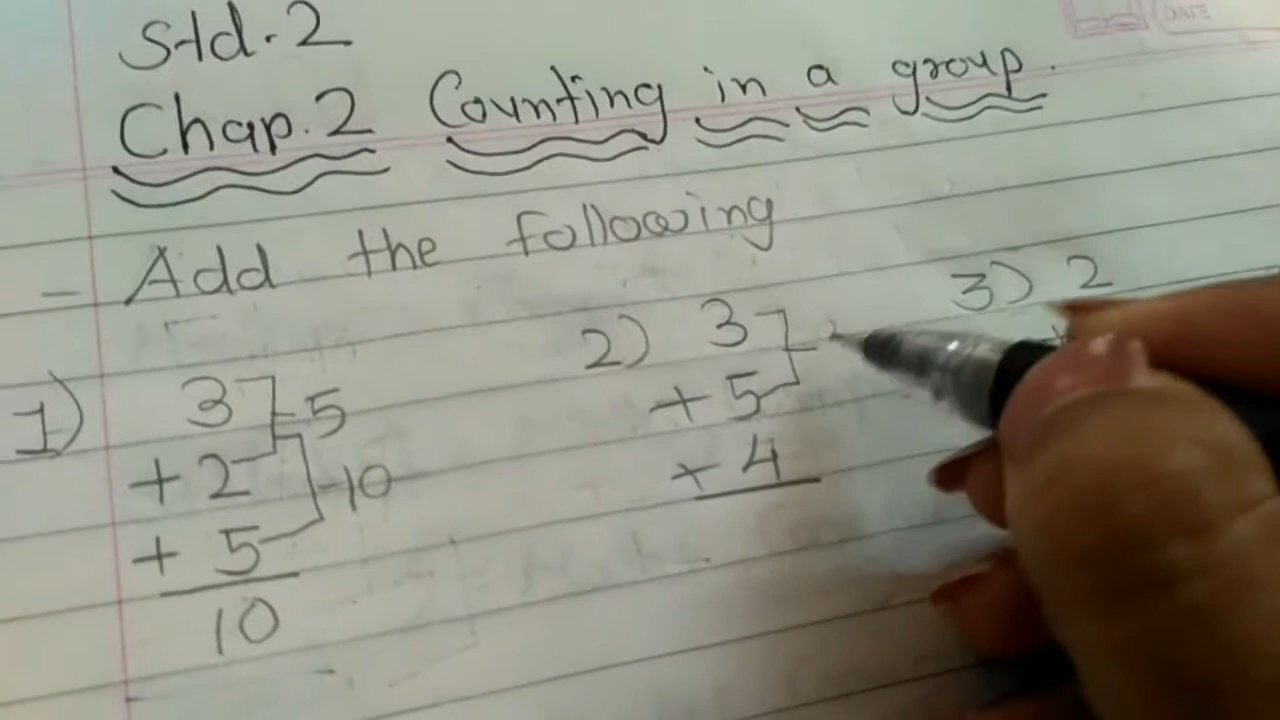 DATE
Std. 2
Chap. 2 Counting in a group.
- Add the following
1) 3 5
+ 2 10
+ 5
10
2) 3
+ 5
+ 4
3) 2
+